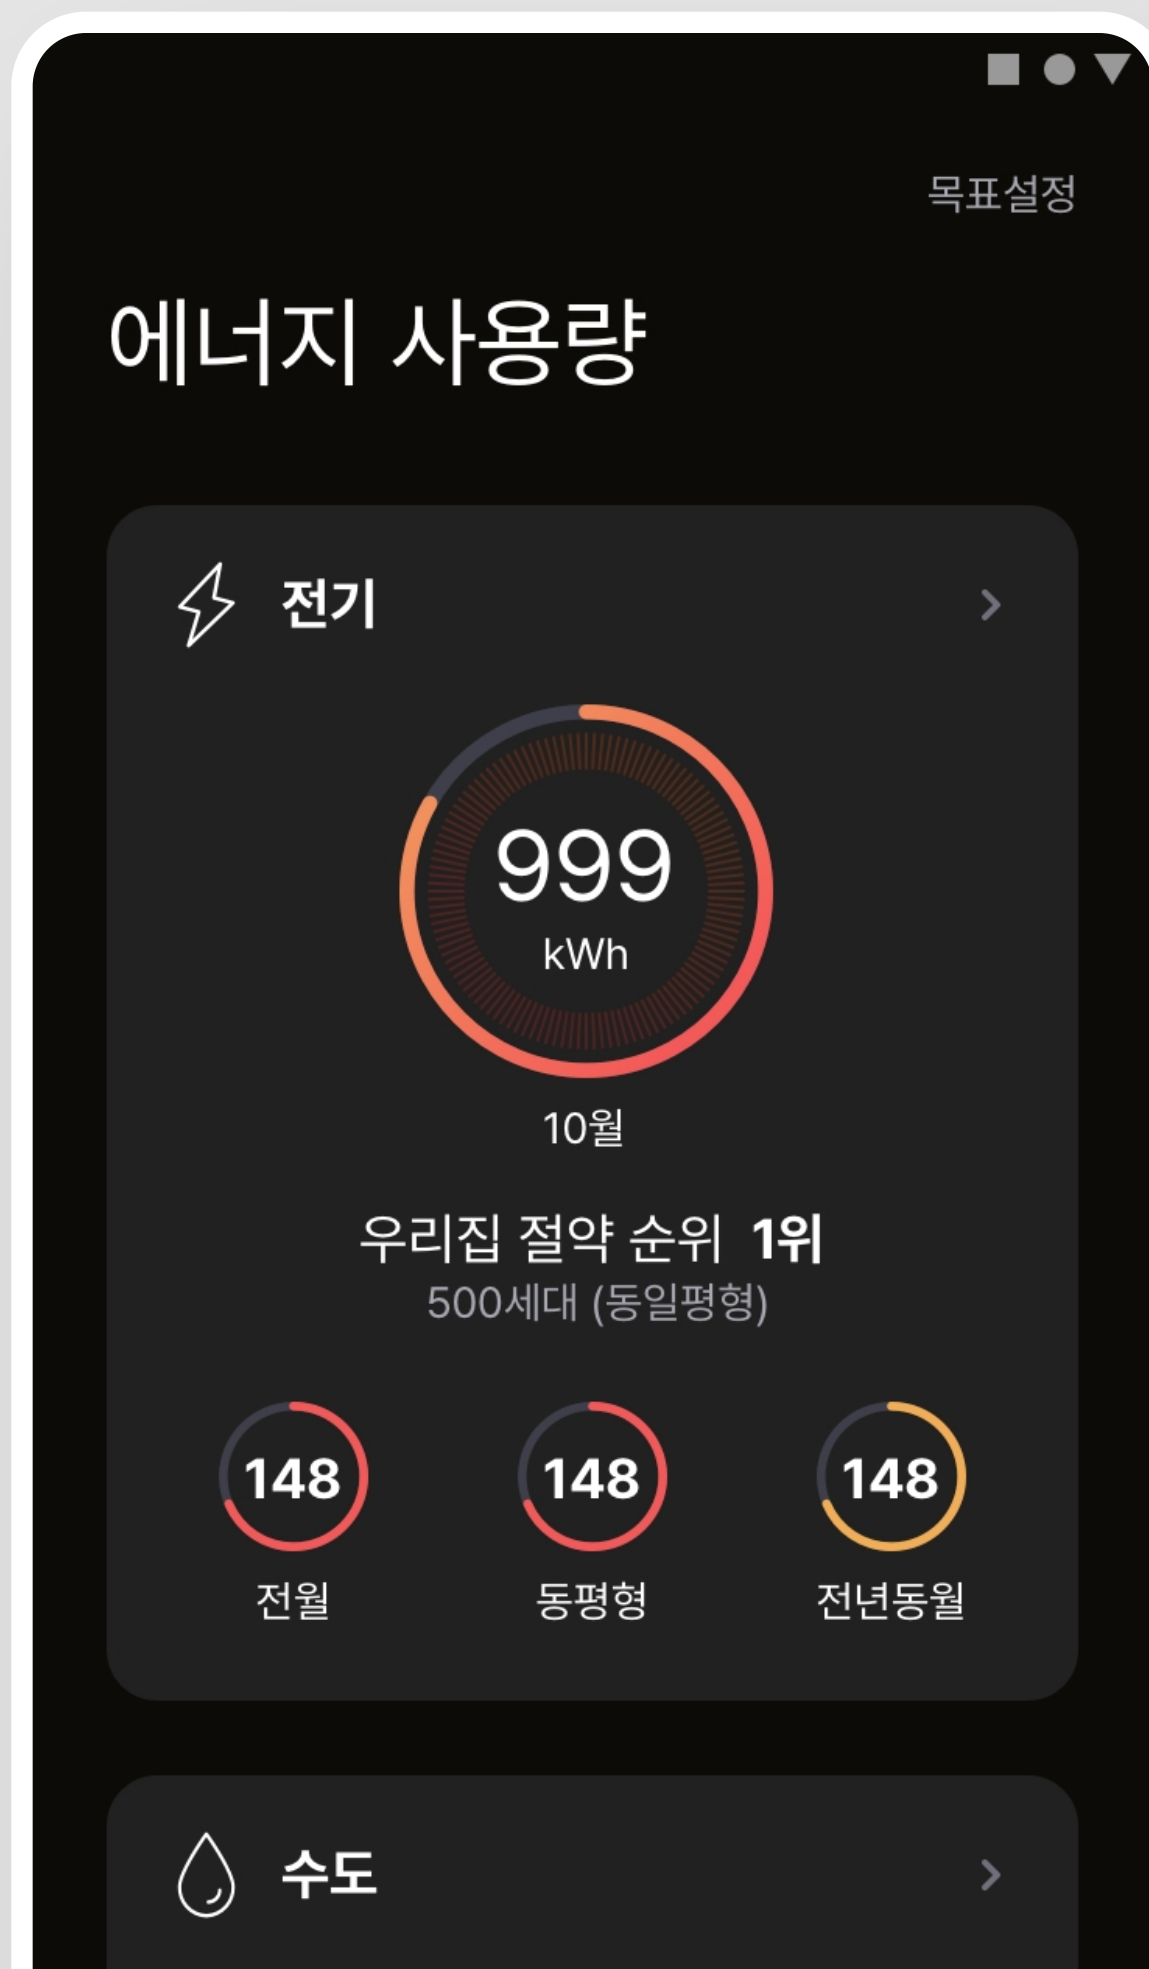 목표설정
에너지 사용량
전기
999
kWh
10월
우리집 절약 순위 1위
500세대 (동일평형)
148 148 148
전월 동평형 전년동월
수도